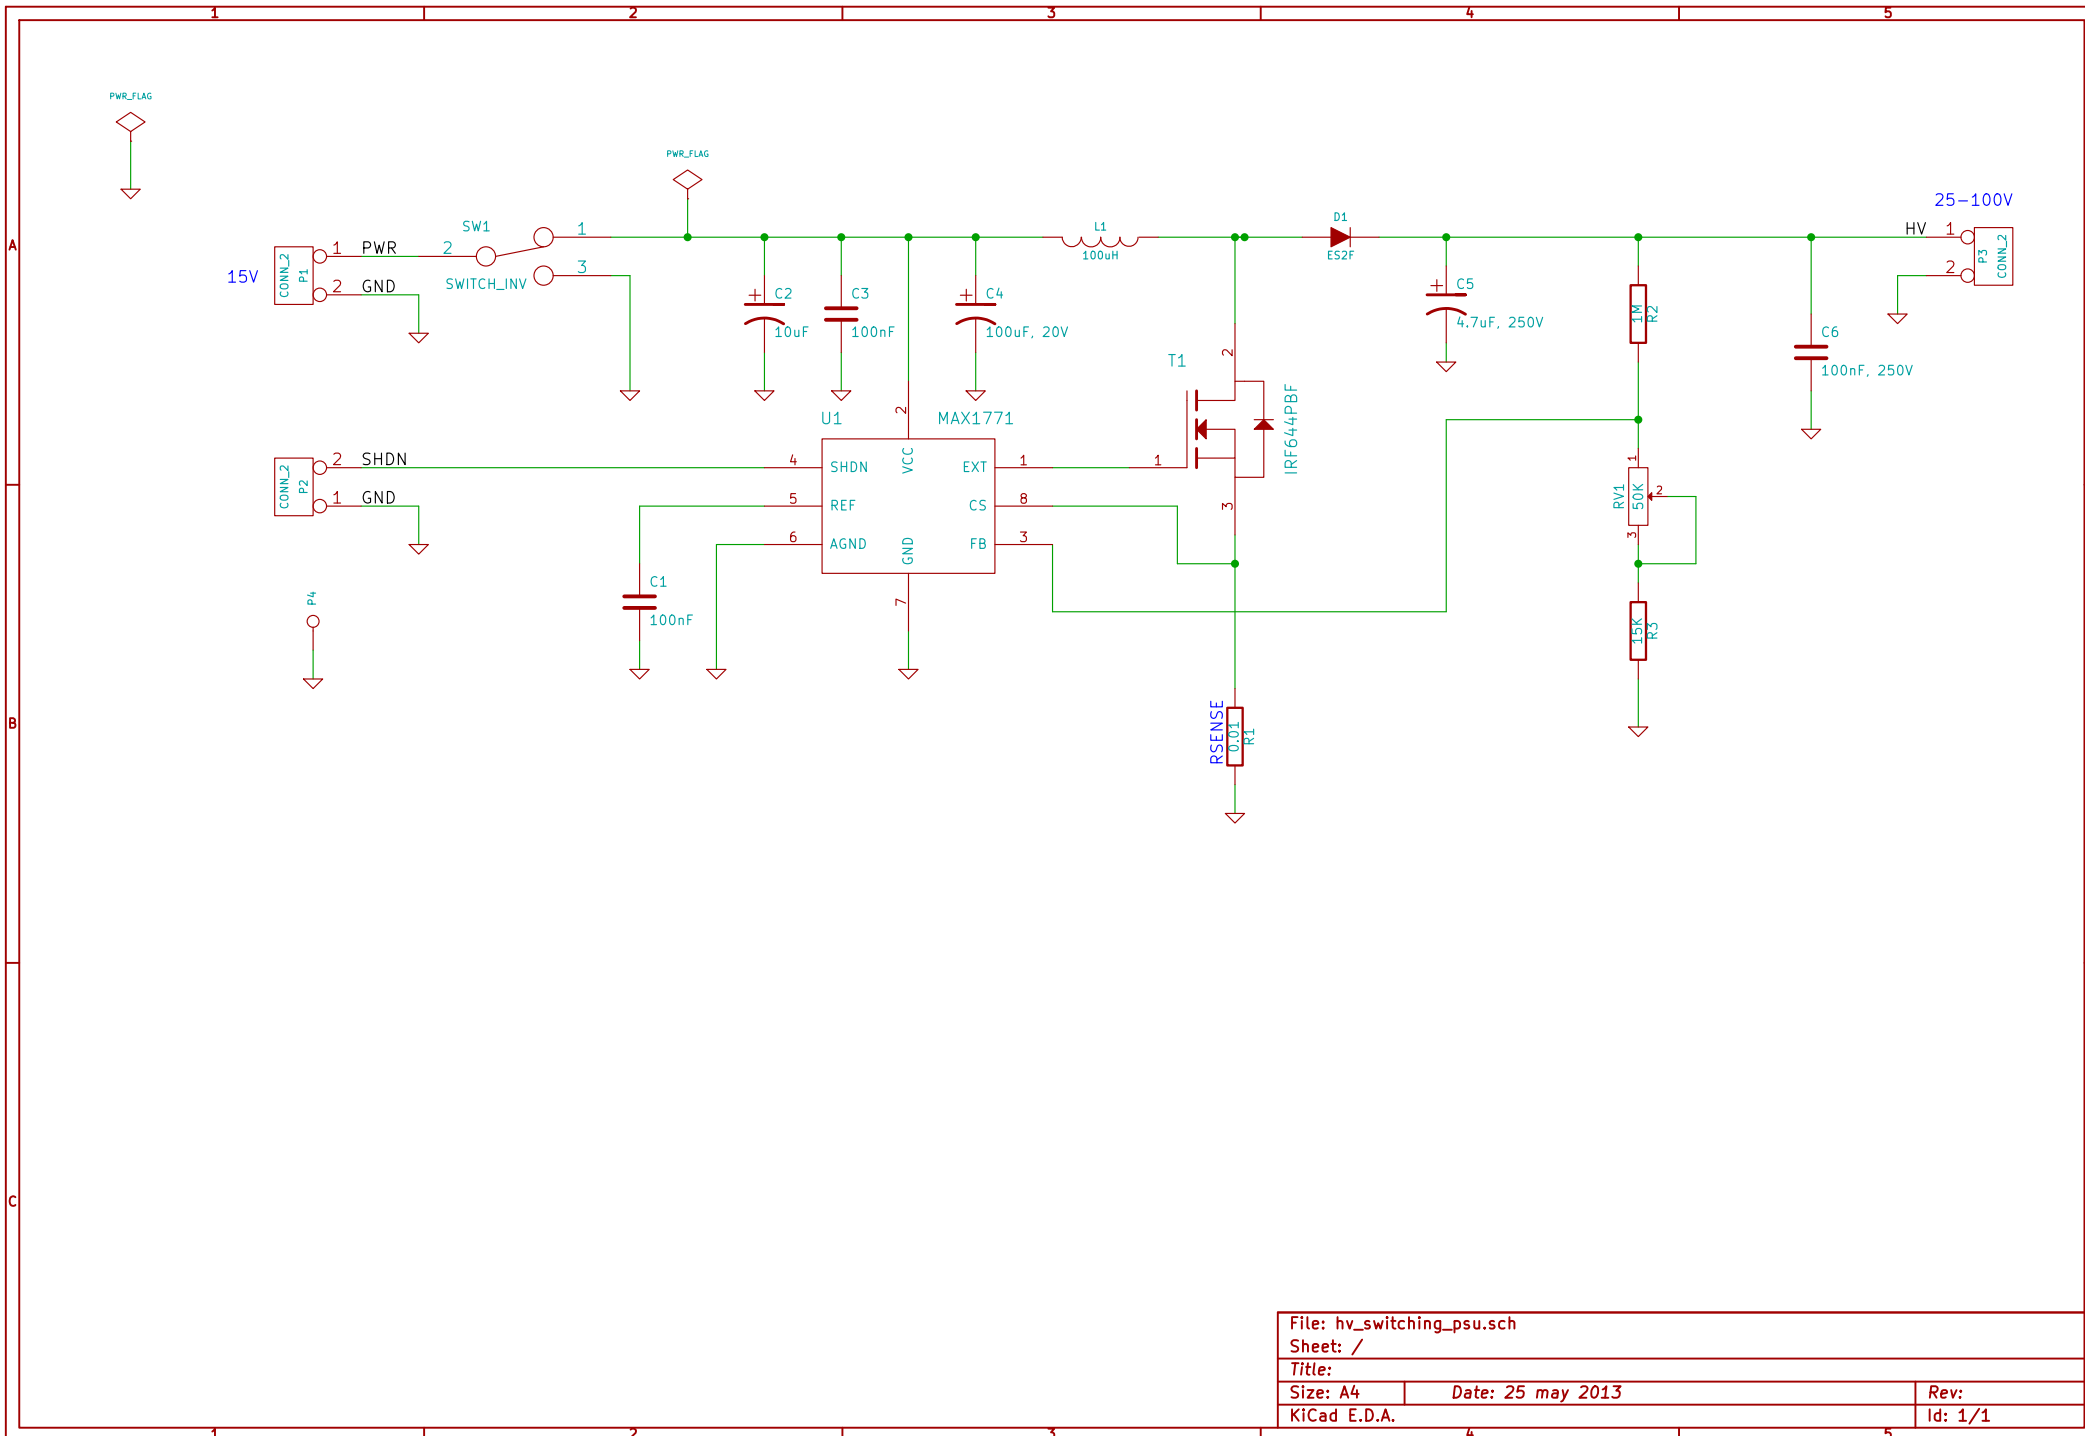 1 2 3 4 5
A
B
C
PWR_FLAG
PWR_FLAG
25-100V
15V
CONN_2
P1
1 PWR
2 GND
SW1
2
1
3
SWITCH_INV
C2
10uF
C3
100nF
C4
100uF, 20V
L1
100uH
D1
ES2F
C5
4.7uF, 250V
1M
R2
C6
100nF, 250V
HV
1
2
P3
CONN_2
T1
2
1
3
IRF644PBF
U1
MAX1771
2
VCC
4 SHDN
5 REF
6 AGND
GND
7
EXT 1
CS 8
FB 3
CONN_2
P2
2 SHDN
1 GND
P4
C1
100nF
RV1
50K
1
2
3
15K
R3
RSENSE
0.01
R1
File: hv_switching_psu.sch
Sheet: /
Title:
Size: A4 Date: 25 may 2013 Rev:
KiCad E.D.A. Id: 1/1
1 2 3 4 5